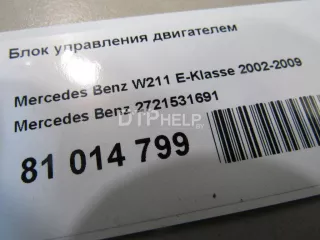 Блок управления двигателем
Mercedes Benz W211 E-Klasse 2002-2009
Mercedes Benz 2721531691
DTPHELP
81 014 799